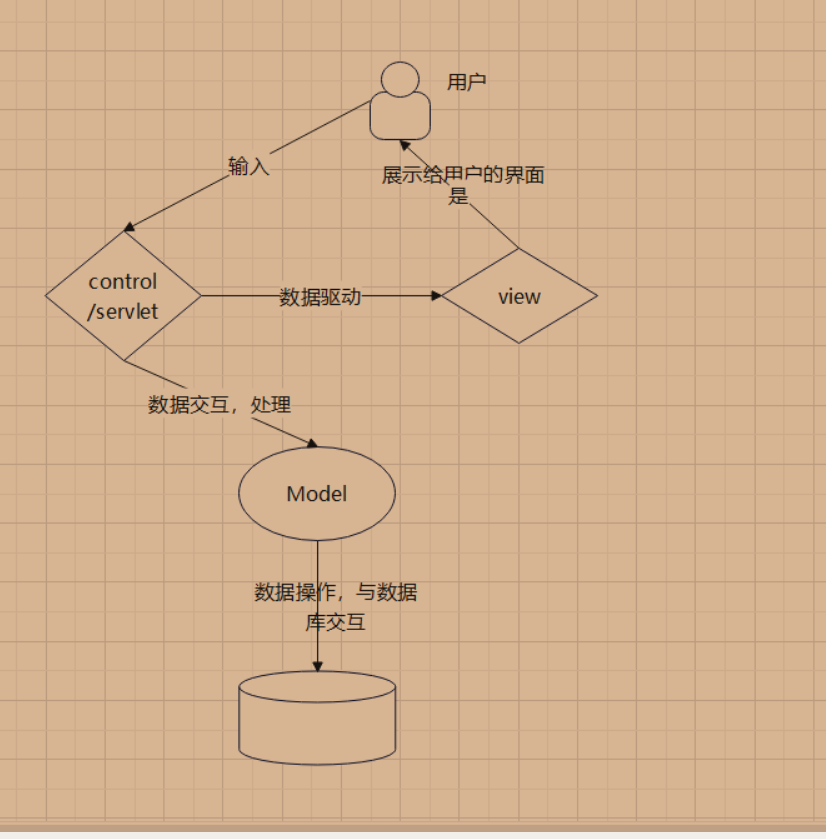 用户
输入
展示给用户的界面
是
control
/servlet
数据驱动
view
数据交互，处理
Model
数据操作，与数据
库交互